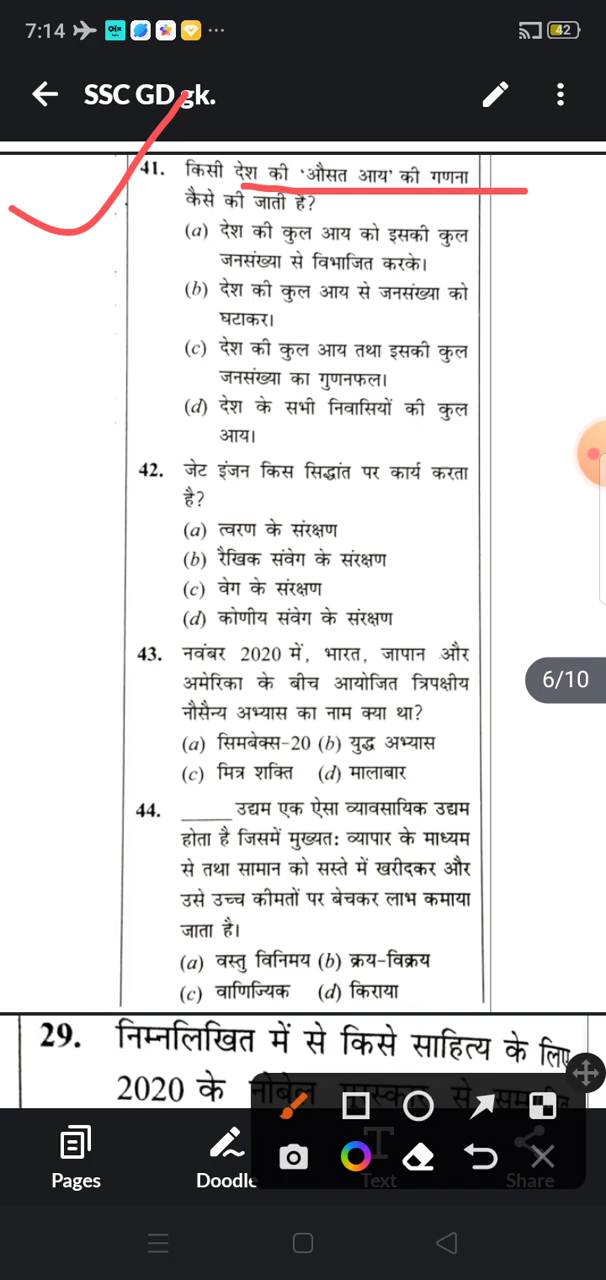 7:14
42
SSC GD gk.
41. किसी देश की ‘औसत आय’ की गणना
कैसे की जाती है?
(a) देश की कुल आय को इसकी कुल
जनसंख्या से विभाजित करके।
(b) देश की कुल आय से जनसंख्या को
घटाकर।
(c) देश की कुल आय तथा इसकी कुल
जनसंख्या का गुणनफल।
(d) देश के सभी निवासियों की कुल
आय।
42. जेट इंजन किस सिद्धांत पर कार्य करता
है?
(a) त्वरण के संरक्षण
(b) रैखिक संवेग के संरक्षण
(c) वेग के संरक्षण
(d) कोणीय संवेग के संरक्षण
43. नवंबर 2020 में, भारत, जापान और
अमेरिका के बीच आयोजित त्रिपक्षीय
नौसैन्य अभ्यास का नाम क्या था?
(a) सिमबेक्स-20 (b) युद्ध अभ्यास
(c) मित्र शक्ति (d) मालाबार
6/10
44. _____ उद्यम एक ऐसा व्यावसायिक उद्यम
होता है जिसमें मुख्यत: व्यापार के माध्यम
से तथा सामान को सस्ते में खरीदकर और
उसे उच्च कीमतों पर बेचकर लाभ कमाया
जाता है।
(a) वस्तु विनिमय (b) क्रय-विक्रय
(c) वाणिज्यिक (d) किराया
29. निम्नलिखित में से किसे साहित्य के लिए
2020 के नोबेल पुरस्कार से
Pages Doodle Text Share